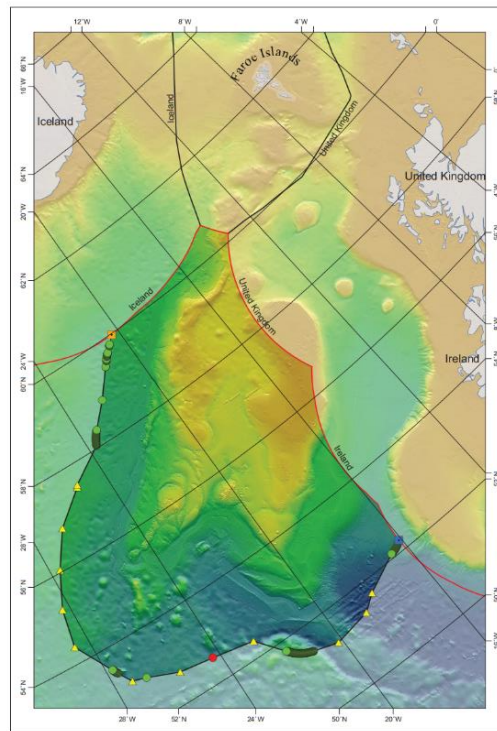 12°W
8°W
4°W
0°
66°N
16°W
Faroe Islands
Iceland
Iceland
United Kingdom
64°N
United Kingdom
20°W
62°N
Iceland
United Kingdom
Ireland
24°W
60°N
Ireland
58°N
28°W
56°N
54°N
28°W
52°N
24°W
50°N
20°W